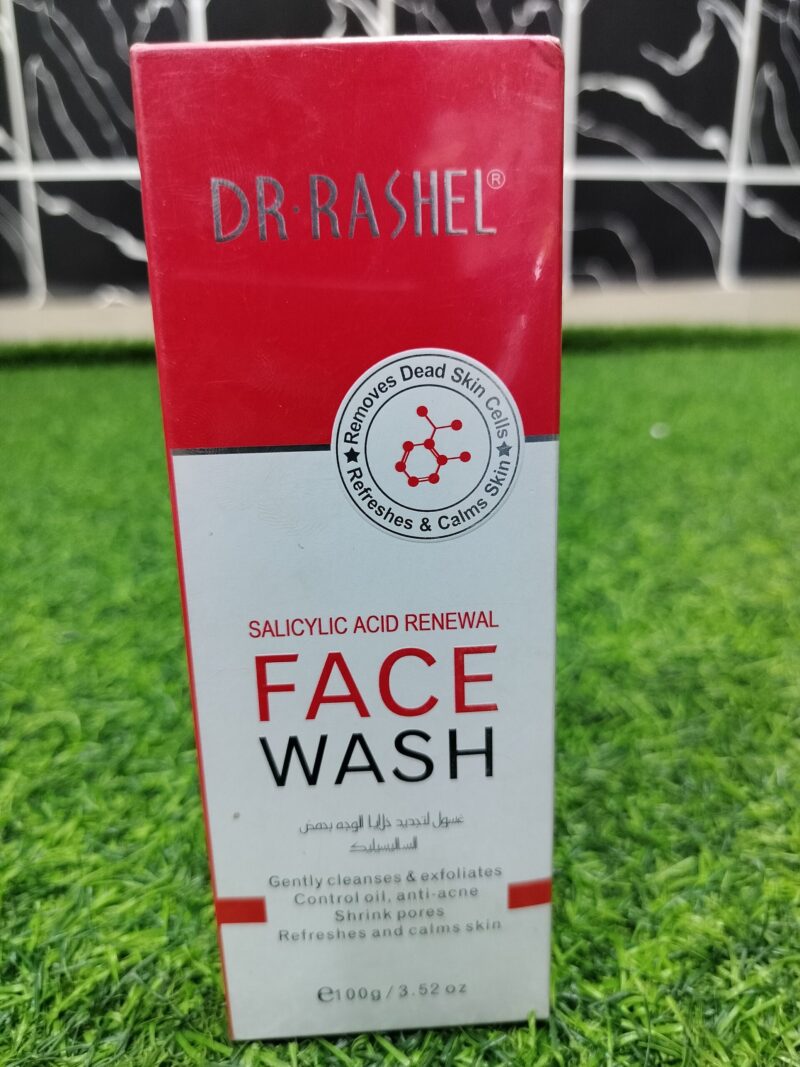 DR·RASHEL®
Removes Dead Skin Cells
Refreshes & Calms Skin
SALICYLIC ACID RENEWAL
FACE
WASH
غسول لتجديد خلايا الوجه بحمض
الساليسيليك
Gently cleanses & exfoliates
Control oil, anti-acne
Shrink pores
Refreshes and calms skin
℮100g / 3.52 oz